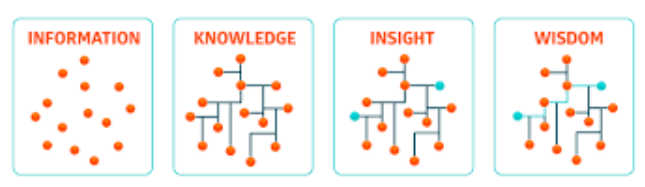 INFORMATION
KNOWLEDGE
INSIGHT
WISDOM